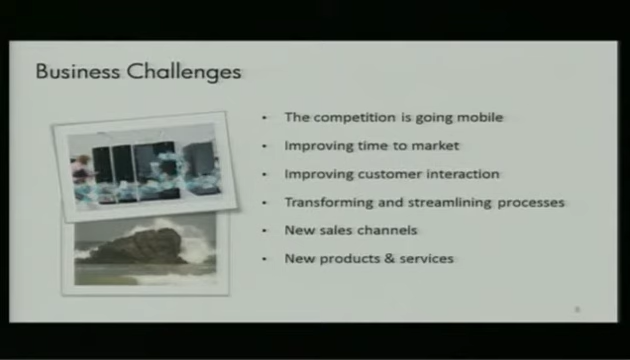 Business Challenges
• The competition is going mobile
• Improving time to market
• Improving customer interaction
• Transforming and streamlining processes
• New sales channels
• New products & services